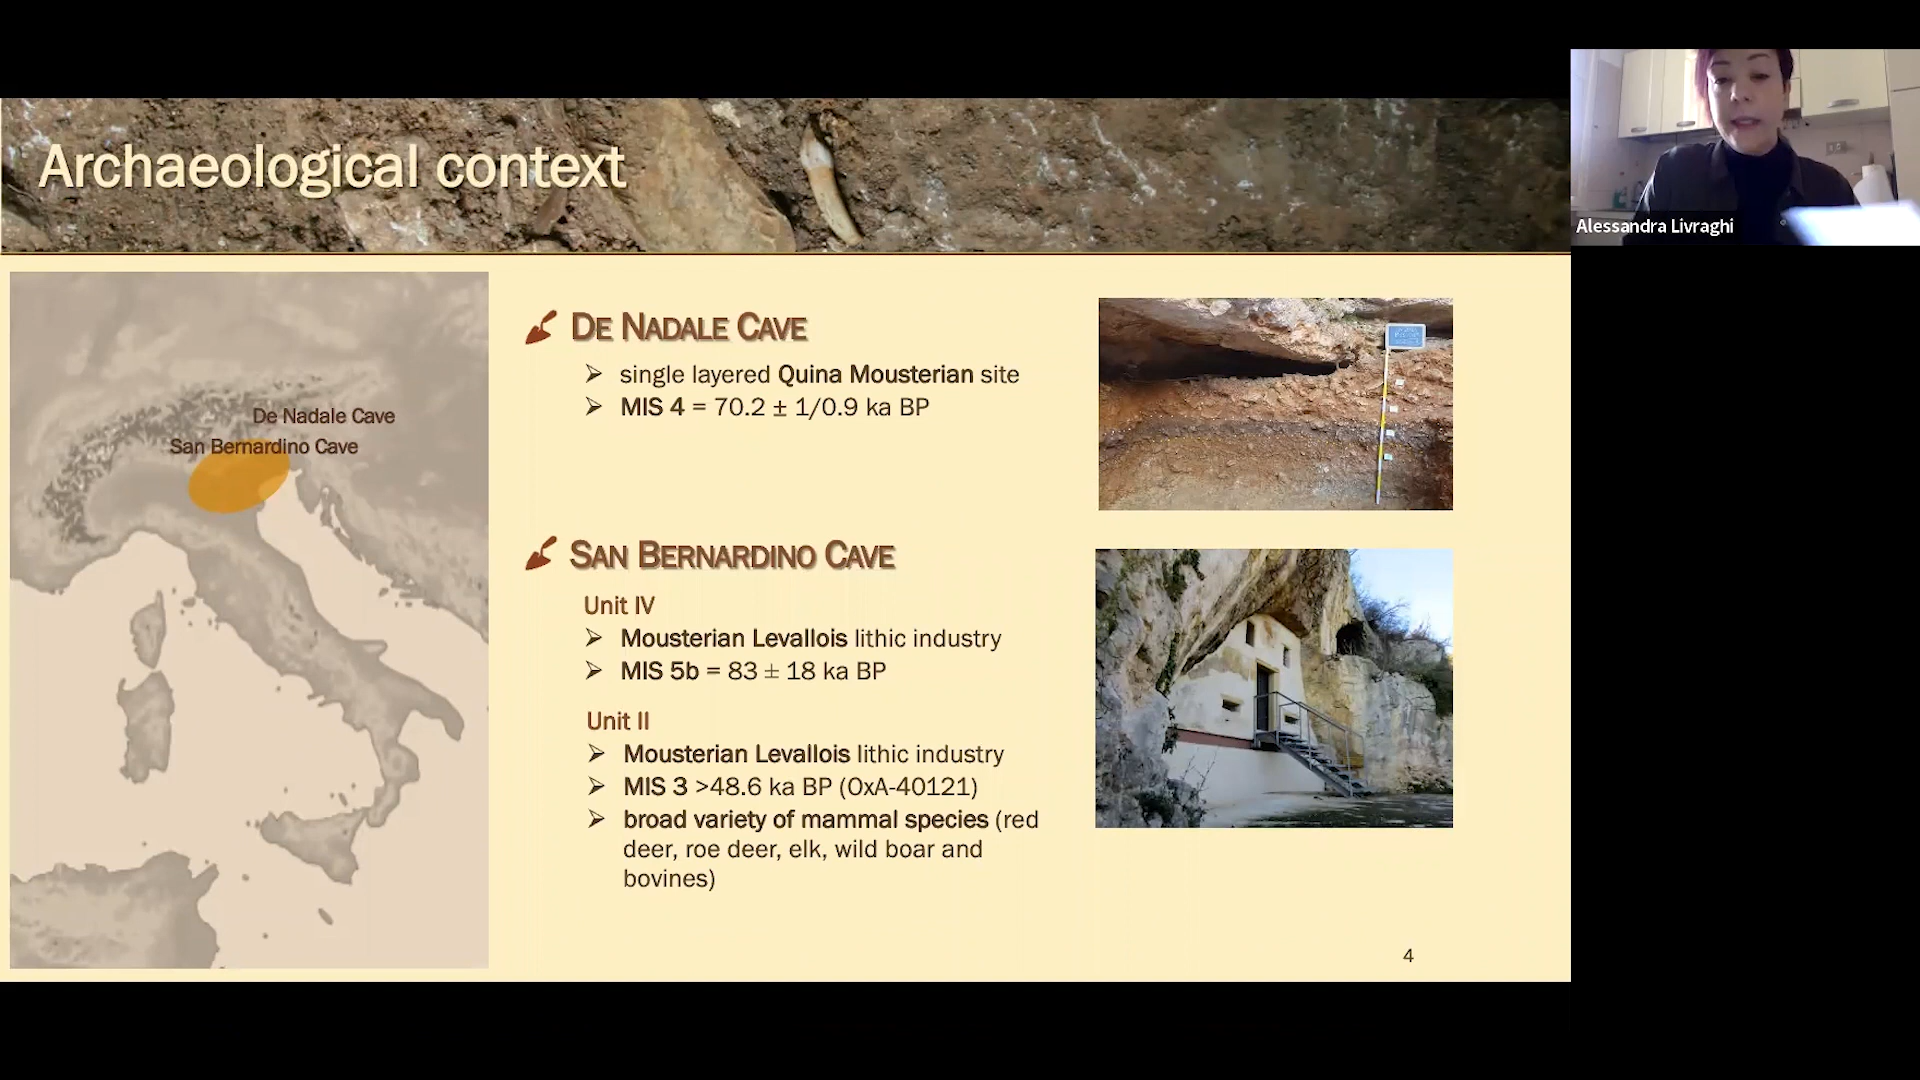 Archaeological context
Alessandra Livraghi
De Nadale Cave
San Bernardino Cave
DE NADALE CAVE
single layered Quina Mousterian site
MIS 4 = 70.2 ± 1/0.9 ka BP
SAN BERNARDINO CAVE
Unit IV
Mousterian Levallois lithic industry
MIS 5b = 83 ± 18 ka BP
Unit II
Mousterian Levallois lithic industry
MIS 3 >48.6 ka BP (OxA-40121)
broad variety of mammal species (red
deer, roe deer, elk, wild boar and
bovines)
4